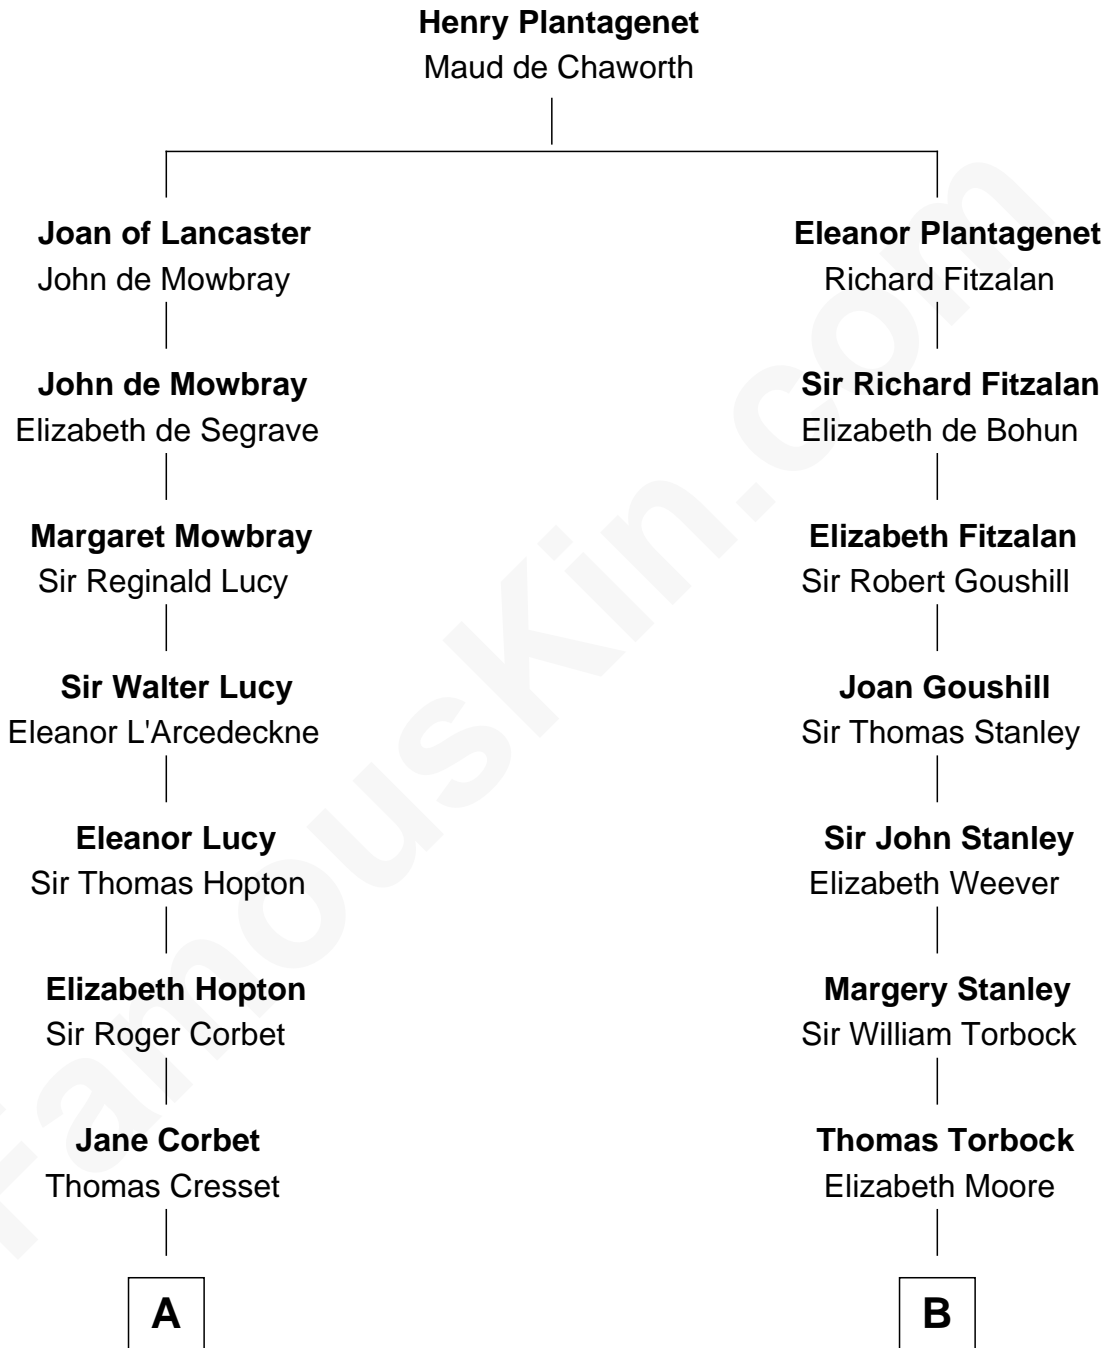 Henry Plantagenet
Maud de Chaworth
Joan of Lancaster
John de Mowbray
Eleanor Plantagenet
Richard Fitzalan
John de Mowbray
Elizabeth de Segrave
Sir Richard Fitzalan
Elizabeth de Bohun
Margaret Mowbray
Sir Reginald Lucy
Elizabeth Fitzalan
Sir Robert Goushill
Sir Walter Lucy
Eleanor L'Arcedeckne
Joan Goushill
Sir Thomas Stanley
Eleanor Lucy
Sir Thomas Hopton
Sir John Stanley
Elizabeth Weever
Elizabeth Hopton
Sir Roger Corbet
Margery Stanley
Sir William Torbock
Jane Corbet
Thomas Cresset
Thomas Torbock
Elizabeth Moore
A
B
FamousKin.com